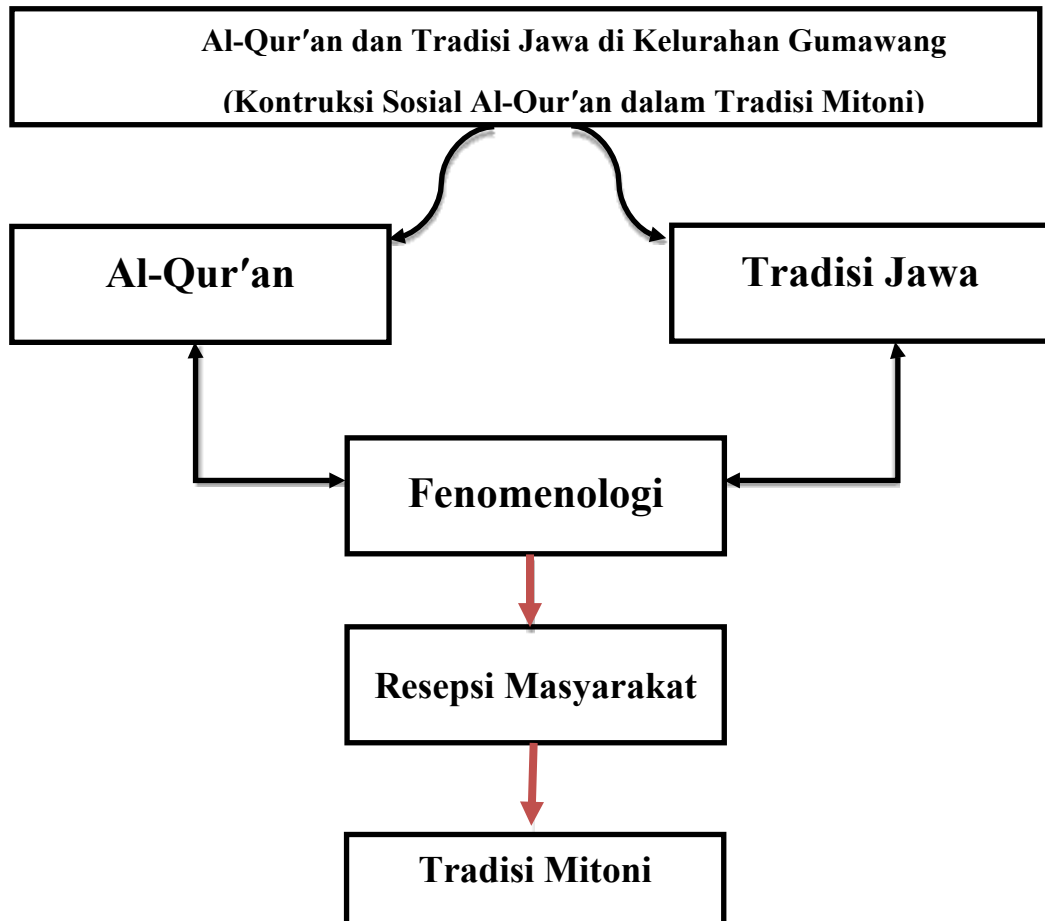 Al-Qur′an dan Tradisi Jawa di Kelurahan Gumawang
(Kontruksi Sosial Al-Qur′an dalam Tradisi Mitoni)
Al-Qur′an
Tradisi Jawa
Fenomenologi
Resepsi Masyarakat
Tradisi Mitoni